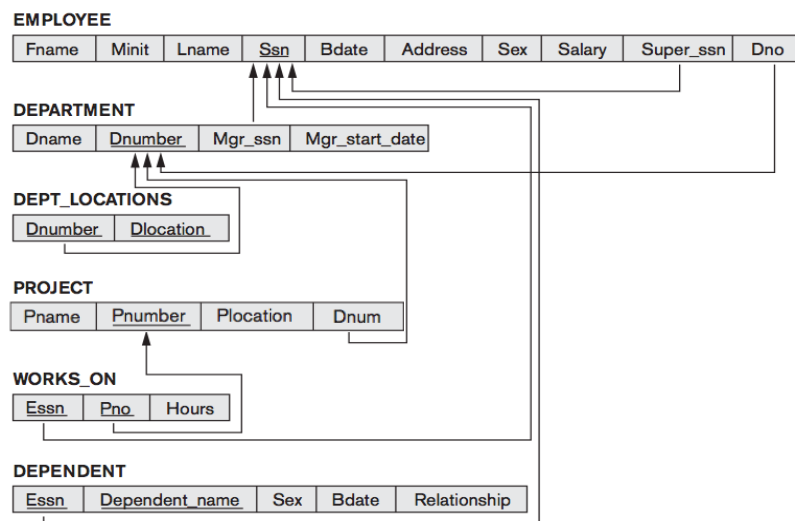 EMPLOYEE
Fname Minit Lname Ssn Bdate Address Sex Salary Super_ssn Dno
DEPARTMENT
Dname Dnumber Mgr_ssn Mgr_start_date
DEPT_LOCATIONS
Dnumber Dlocation
PROJECT
Pname Pnumber Plocation Dnum
WORKS_ON
Essn Pno Hours
DEPENDENT
Essn Dependent_name Sex Bdate Relationship